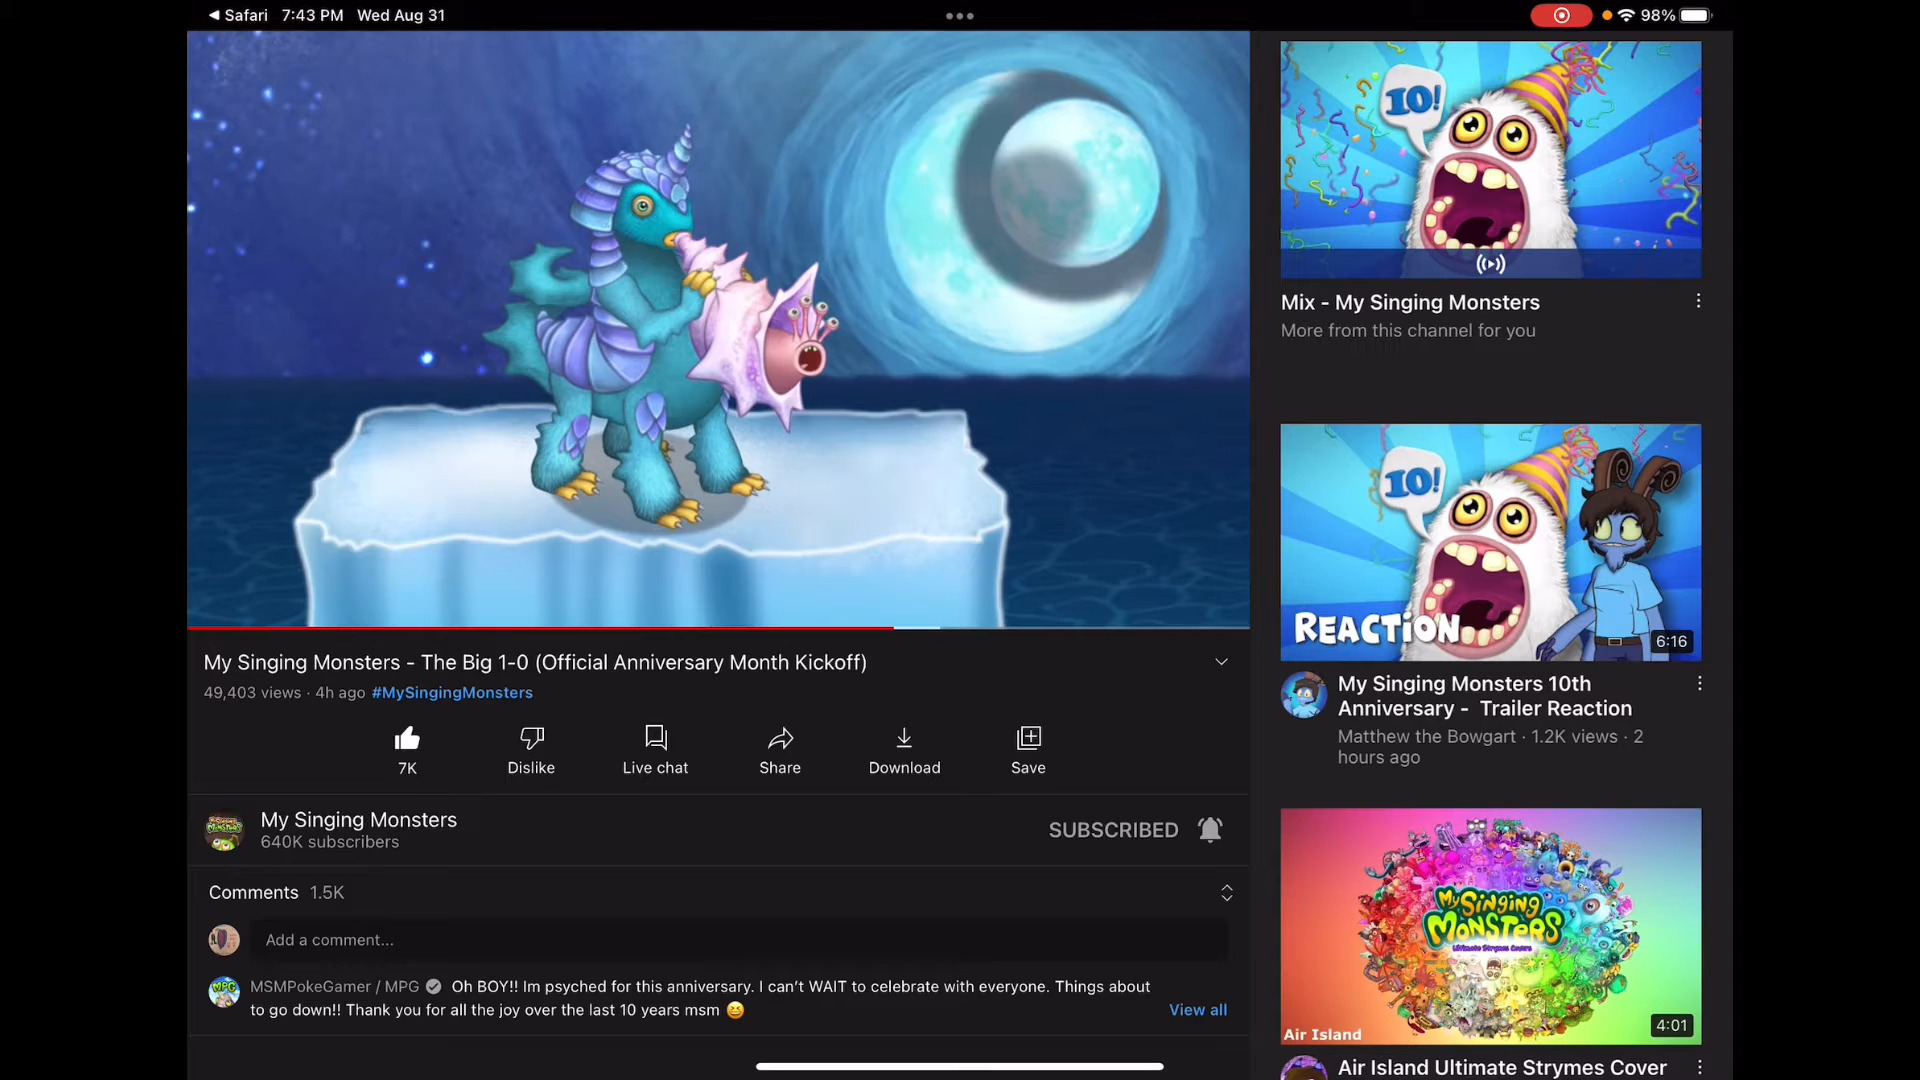 Safari 7:43 PM Wed Aug 31
98%
My Singing Monsters - The Big 1-0 (Official Anniversary Month Kickoff)
49,403 views · 4h ago #MySingingMonsters
7K
Dislike
Live chat
Share
Download
Save
My Singing Monsters
640K subscribers
SUBSCRIBED
Comments 1.5K
Add a comment...
MPG
MSMPokeGamer / MPG Oh BOY!! Im psyched for this anniversary. I can't WAIT to celebrate with everyone. Things about
to go down!! Thank you for all the joy over the last 10 years msm 😆
View all
10!
Mix - My Singing Monsters
More from this channel for you
10!
REACTION
6:16
My Singing Monsters 10th
Anniversary - Trailer Reaction
Matthew the Bowgart · 1.2K views · 2
hours ago
My Singing
Monsters
Ultimate Strymes Covers
Air Island
4:01
Air Island Ultimate Strymes Cover